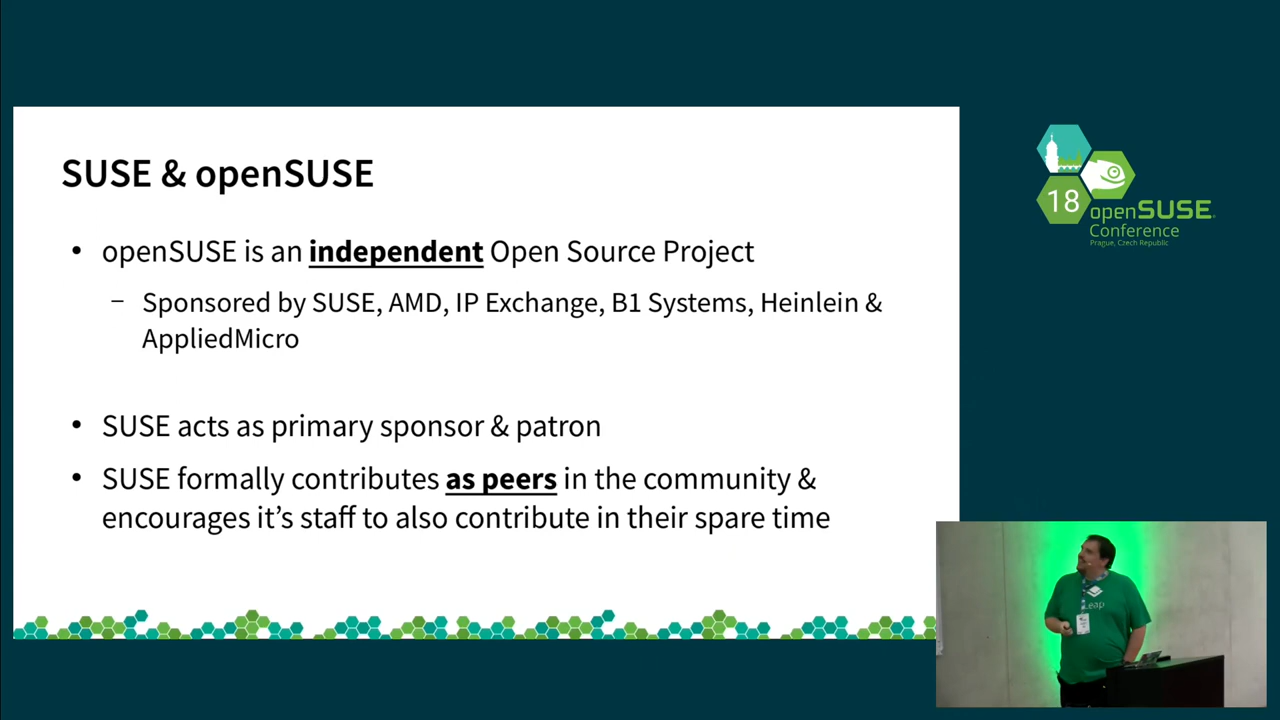 SUSE & openSUSE
• openSUSE is an independent Open Source Project
– Sponsored by SUSE, AMD, IP Exchange, B1 Systems, Heinlein &
AppliedMicro
• SUSE acts as primary sponsor & patron
• SUSE formally contributes as peers in the community &
encourages it's staff to also contribute in their spare time
18
openSUSE
Conference
Prague, Czech Republic
Leap